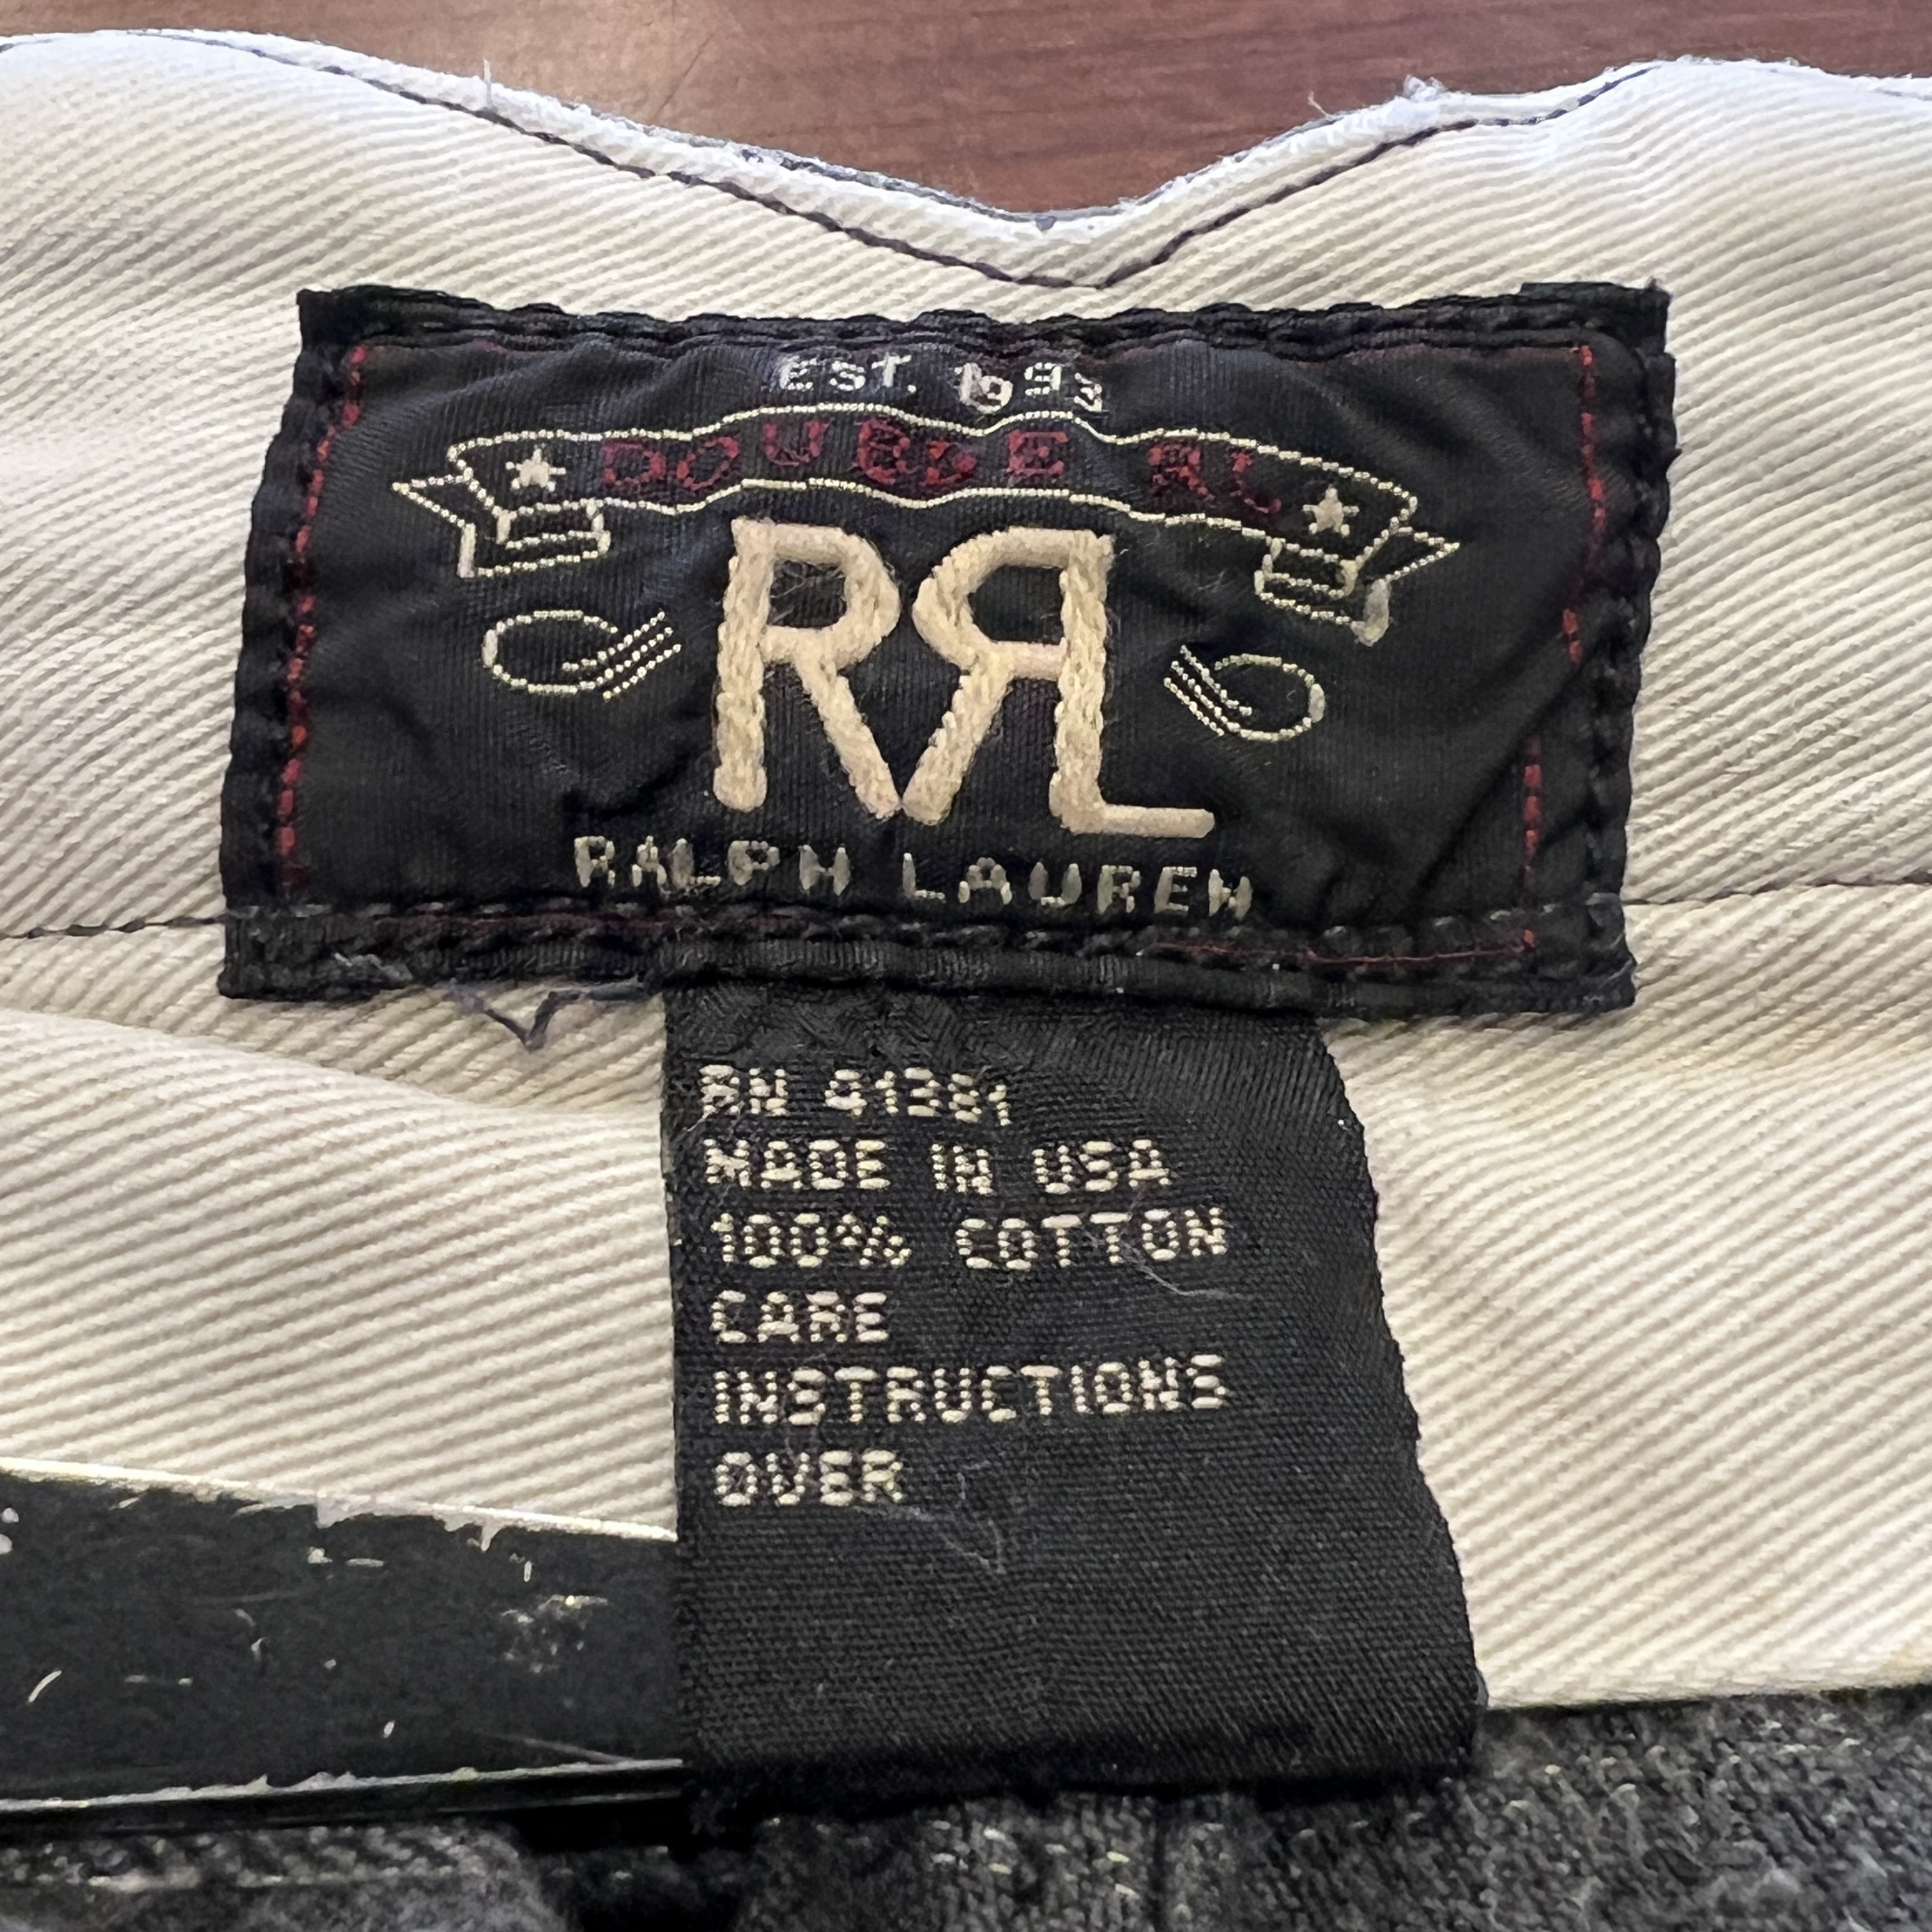 EST. 1993
DOUBLE RL
RRL
RALPH LAUREN
RN 41381
MADE IN USA
100% COTTON
CARE
INSTRUCTIONS
OVER